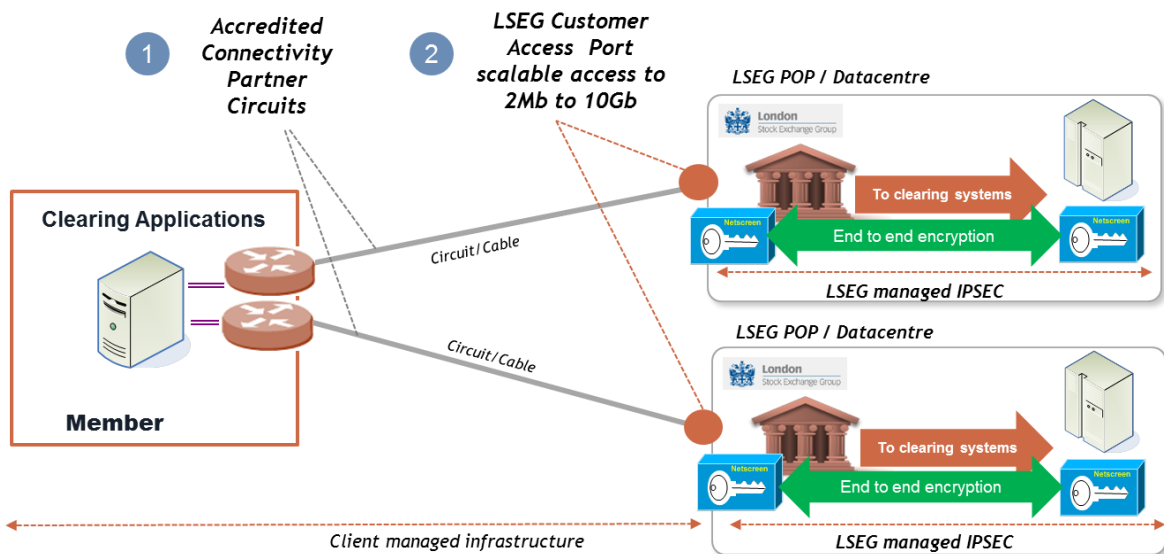 1
Accredited
Connectivity
Partner
Circuits
2
LSEG Customer
Access Port
scalable access to
2Mb to 10Gb
LSEG POP / Datacentre
London
Stock Exchange Group
To clearing systems
Netscreen
Netscreen
End to end encryption
LSEG managed IPSEC
Clearing Applications
Member
Circuit/Cable
Circuit/Cable
LSEG POP / Datacentre
London
Stock Exchange Group
To clearing systems
Netscreen
Netscreen
End to end encryption
Client managed infrastructure
LSEG managed IPSEC